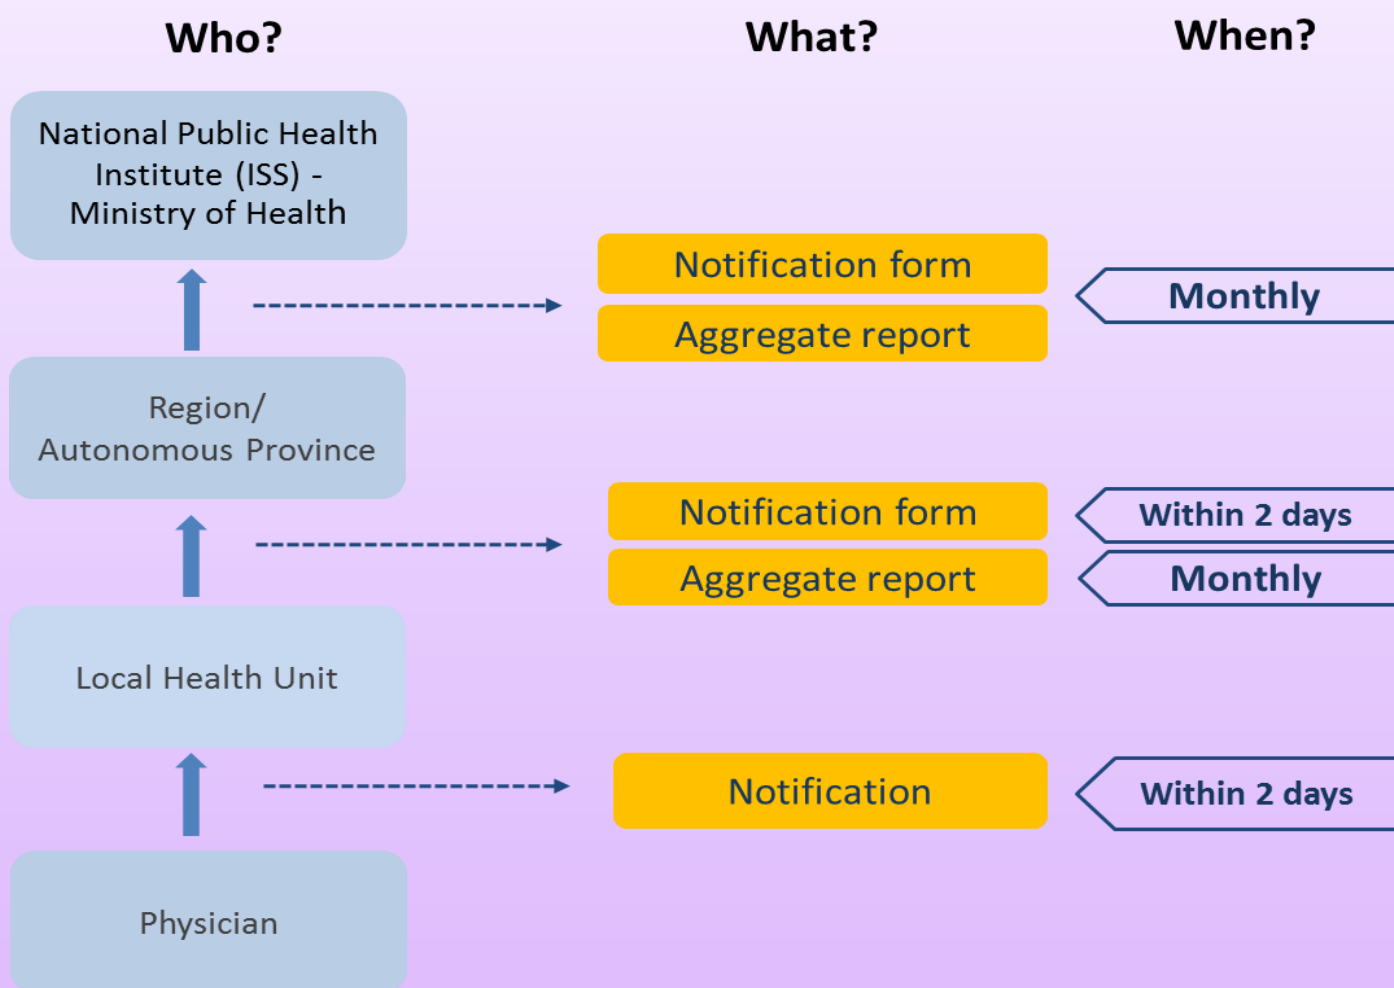 Who?
What?
When?
National Public Health
Institute (ISS) -
Ministry of Health
Notification form
Aggregate report
Monthly
Region/
Autonomous Province
Notification form
Within 2 days
Aggregate report
Monthly
Local Health Unit
Notification
Within 2 days
Physician